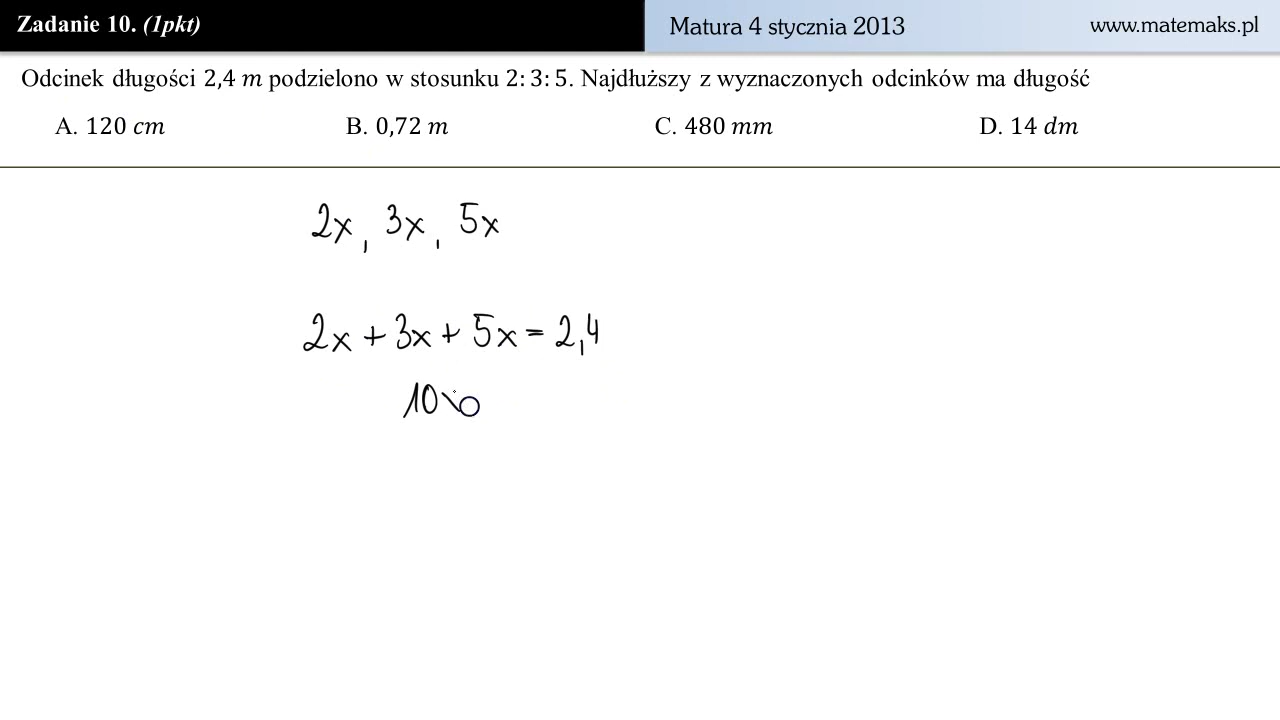 Zadanie 10. (1pkt)
Matura 4 stycznia 2013
www.matemaks.pl
Odcinek długości 2,4 m podzielono w stosunku 2: 3: 5. Najdłuższy z wyznaczonych odcinków ma długość
A. 120 cm B. 0,72 m C. 480 mm D. 14 dm
2x, 3x, 5x
2x + 3x + 5x = 2,4
10